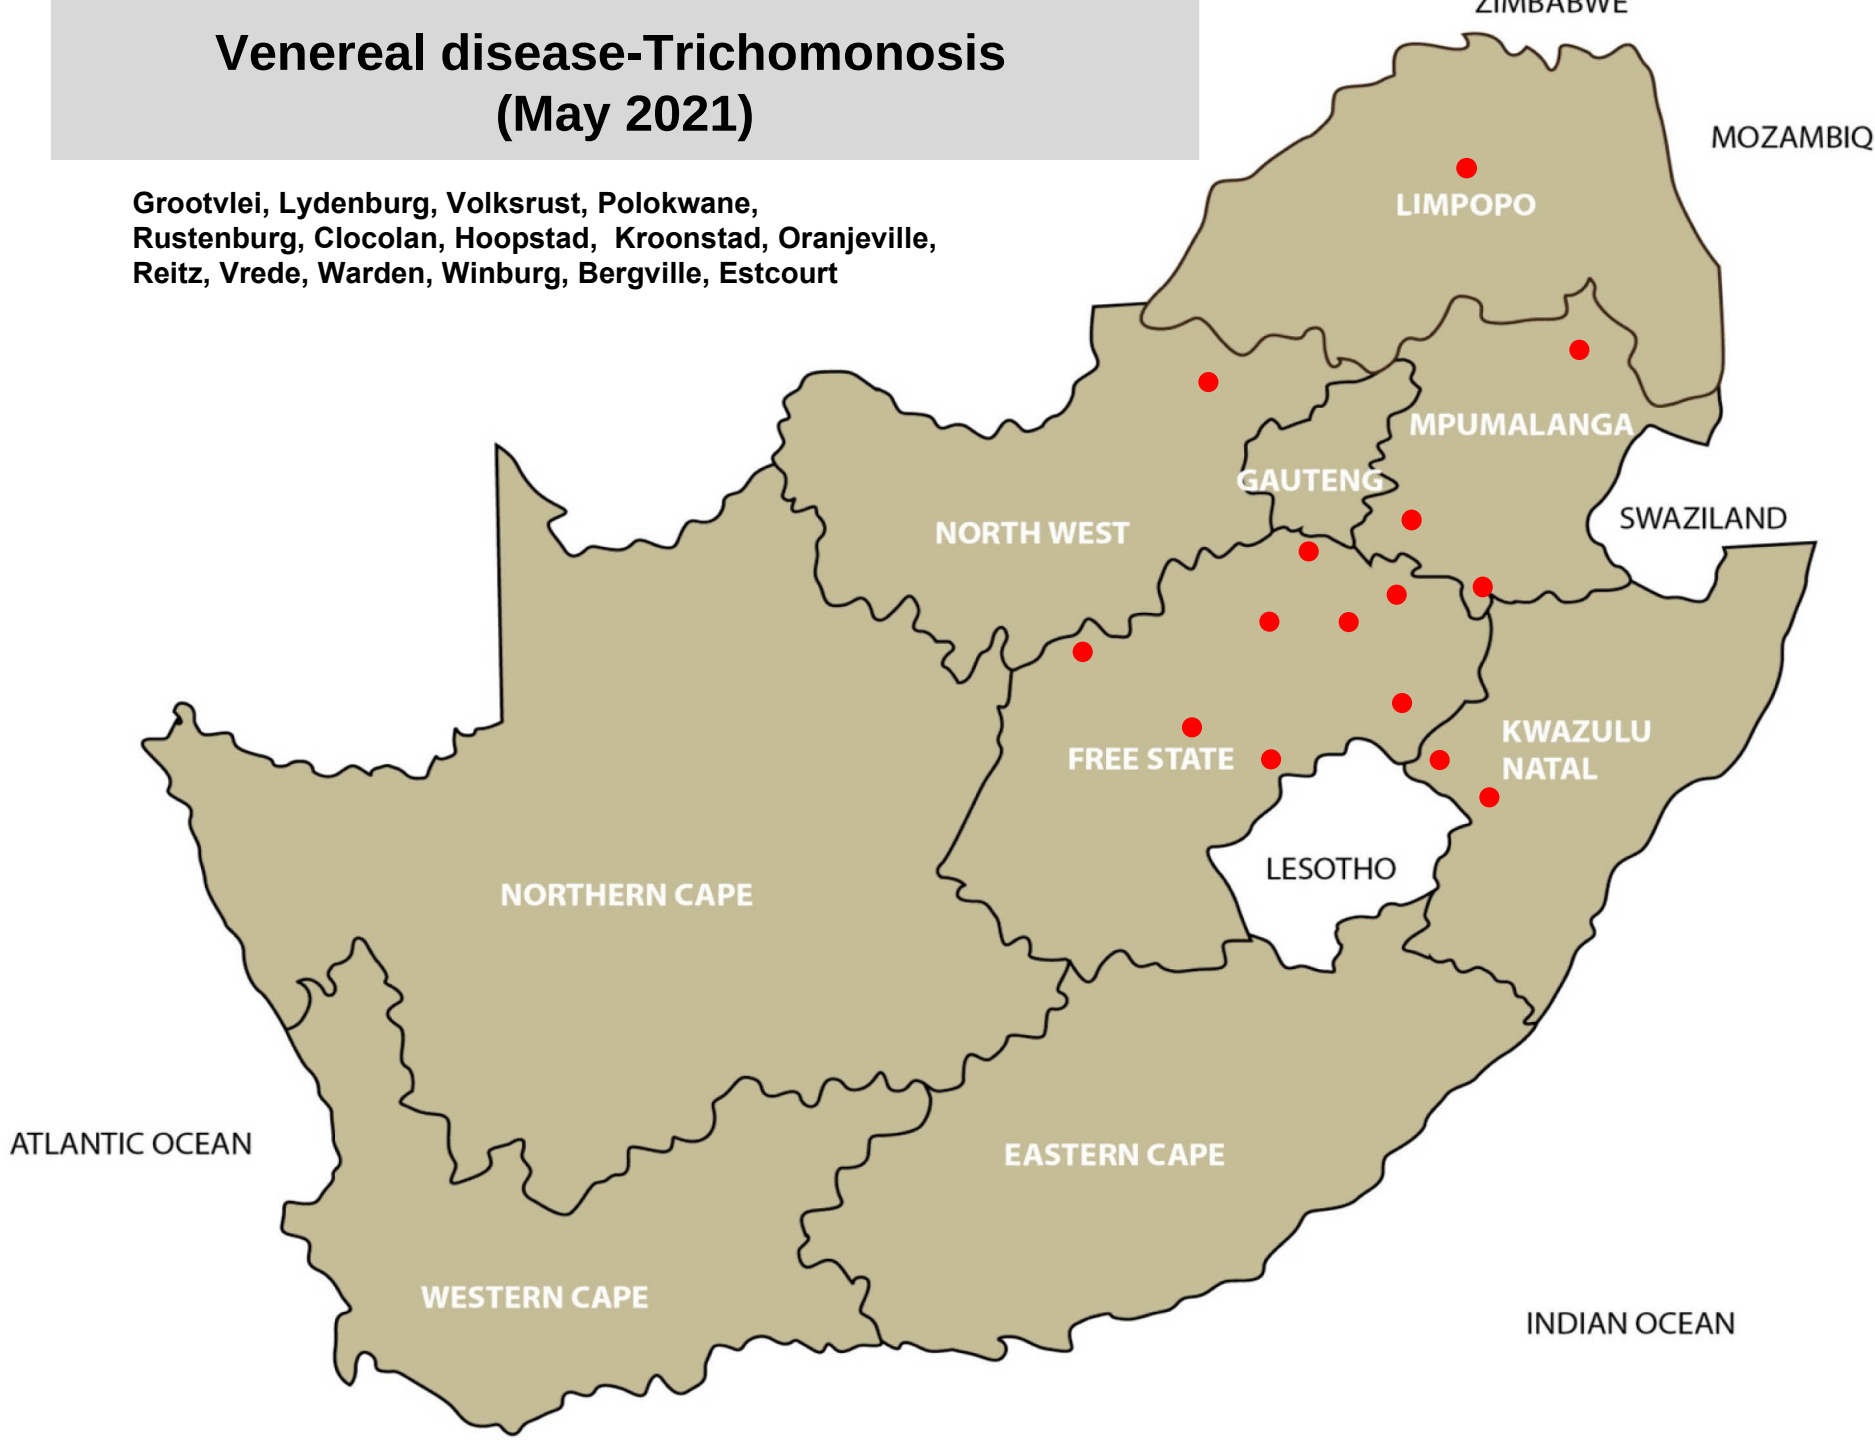 ZIMBABWE
Venereal disease-Trichomonosis
(May 2021)
MOZAMBIQ
Grootvlei, Lydenburg, Volksrust, Polokwane,
Rustenburg, Clocolan, Hoopstad,  Kroonstad, Oranjeville,
Reitz, Vrede, Warden, Winburg, Bergville, Estcourt
LIMPOPO
MPUMALANGA
GAUTENG
SWAZILAND
NORTH WEST
KWAZULU
NATAL
FREE STATE
LESOTHO
NORTHERN CAPE
ATLANTIC OCEAN
EASTERN CAPE
WESTERN CAPE
INDIAN OCEAN